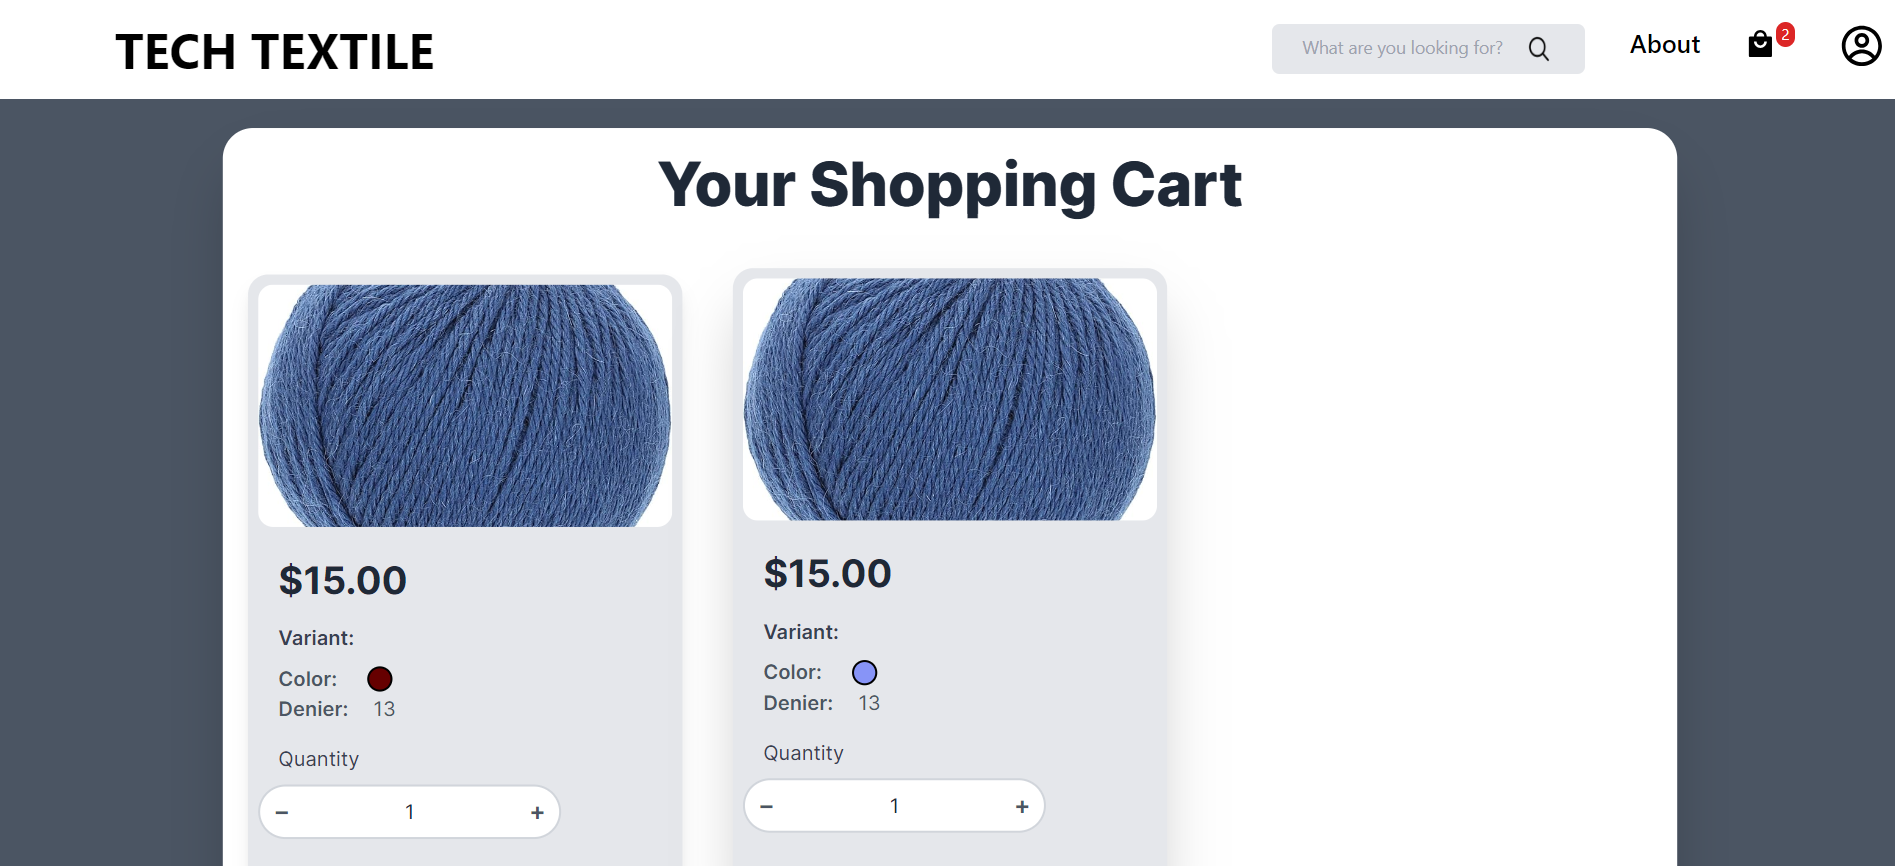 TECH TEXTILE
What are you looking for?
About
2
Your Shopping Cart
$15.00
Variant:
Color:
Denier: 13
Quantity
− 1 +
$15.00
Variant:
Color:
Denier: 13
Quantity
− 1 +